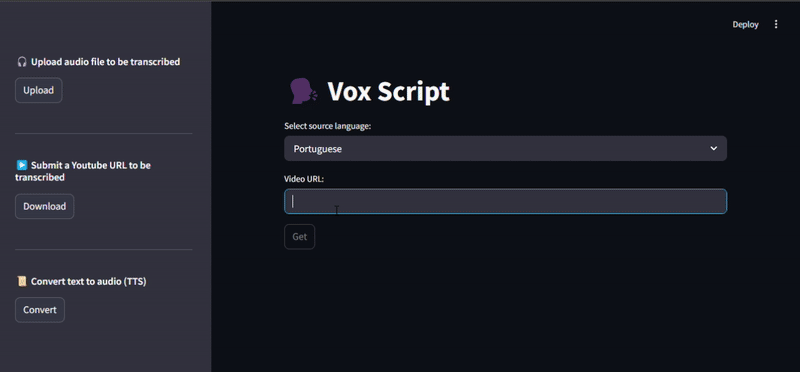 Deploy
🎧 Upload audio file to be transcribed
Upload
▶️ Submit a Youtube URL to be
transcribed
Download
📜 Convert text to audio (TTS)
Convert
🗣️ Vox Script
Select source language:
Portuguese
Video URL:
Get